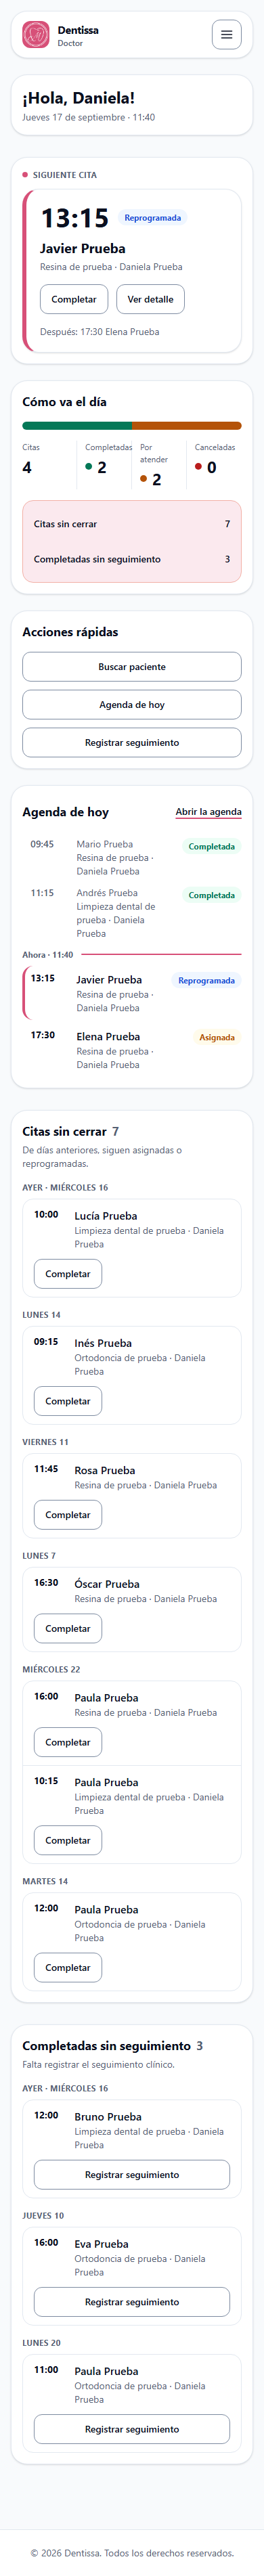 Dentissa
Doctor
¡Hola, Daniela!
Jueves 17 de septiembre · 11:40
SIGUIENTE CITA
13:15 Reprogramada
Javier Prueba
Resina de prueba · Daniela Prueba
Completar Ver detalle
Después: 17:30 Elena Prueba
Cómo va el día
Citas
4
Completadas
2
Por
atender
2
Canceladas
0
Citas sin cerrar 7
Completadas sin seguimiento 3
Acciones rápidas
Buscar paciente
Agenda de hoy
Registrar seguimiento
Agenda de hoy Abrir la agenda
09:45 Mario Prueba Completada
Resina de prueba ·
Daniela Prueba
11:15 Andrés Prueba Completada
Limpieza dental de
prueba · Daniela
Prueba
Ahora · 11:40
13:15 Javier Prueba Reprogramada
Resina de prueba ·
Daniela Prueba
17:30 Elena Prueba Asignada
Resina de prueba ·
Daniela Prueba
Citas sin cerrar 7
De días anteriores, siguen asignadas o
reprogramadas.
AYER · MIÉRCOLES 16
10:00 Lucía Prueba
Limpieza dental de prueba · Daniela
Prueba
Completar
LUNES 14
09:15 Inés Prueba
Ortodoncia de prueba · Daniela
Prueba
Completar
VIERNES 11
11:45 Rosa Prueba
Resina de prueba · Daniela Prueba
Completar
LUNES 7
16:30 Óscar Prueba
Resina de prueba · Daniela Prueba
Completar
MIÉRCOLES 22
16:00 Paula Prueba
Resina de prueba · Daniela Prueba
Completar
10:15 Paula Prueba
Limpieza dental de prueba · Daniela
Prueba
Completar
MARTES 14
12:00 Paula Prueba
Ortodoncia de prueba · Daniela
Prueba
Completar
Completadas sin seguimiento 3
Falta registrar el seguimiento clínico.
AYER · MIÉRCOLES 16
12:00 Bruno Prueba
Limpieza dental de prueba · Daniela
Prueba
Registrar seguimiento
JUEVES 10
16:00 Eva Prueba
Ortodoncia de prueba · Daniela
Prueba
Registrar seguimiento
LUNES 20
11:00 Paula Prueba
Ortodoncia de prueba · Daniela
Prueba
Registrar seguimiento
© 2026 Dentissa. Todos los derechos reservados.